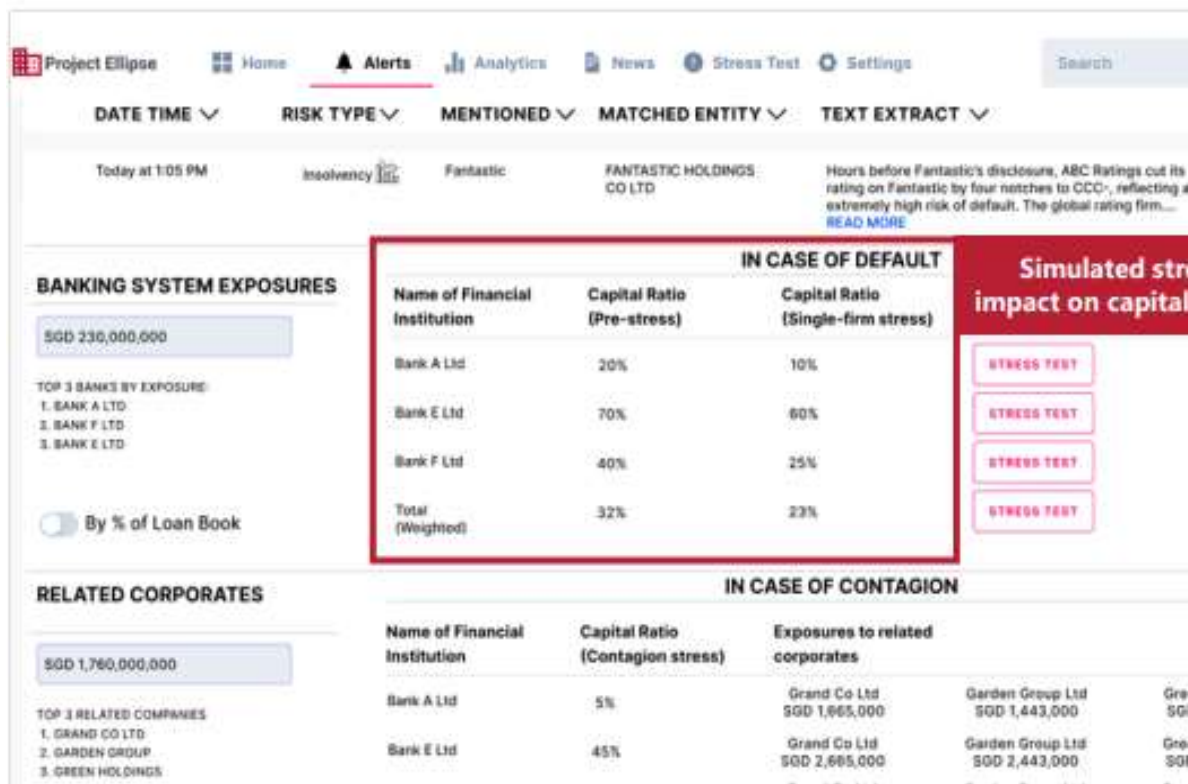 Project Ellipse Home Alerts Analytics News Stress Test Settings Search
DATE TIME RISK TYPE MENTIONED MATCHED ENTITY TEXT EXTRACT
Today at 1:05 PM Insolvency Fantastic FANTASTIC HOLDINGS CO LTD
Hours before Fantastic's disclosure, ABC Ratings cut its
rating on Fantastic by four notches to CCC-, reflecting a
extremely high risk of default. The global rating firm....
READ MORE
BANKING SYSTEM EXPOSURES
SGD 230,000,000
TOP 3 BANKS BY EXPOSURE
1. BANK A LTD
2. BANK F LTD
3. BANK E LTD
By % of Loan Book
IN CASE OF DEFAULT
Name of Financial Institution Capital Ratio (Pre-stress) Capital Ratio (Single-firm stress)
Bank A Ltd 20% 10%
Bank E Ltd 70% 60%
Bank F Ltd 40% 25%
Total (Weighted) 32% 23%
Simulated stre
impact on capital
STRESS TEST
STRESS TEST
STRESS TEST
STRESS TEST
RELATED CORPORATES
SGD 1,760,000,000
TOP 3 RELATED COMPANIES
1. GRAND CO LTD
2. GARDEN GROUP
3. GREEN HOLDINGS
IN CASE OF CONTAGION
Name of Financial Institution Capital Ratio (Contagion stress) Exposures to related corporates
Bank A Ltd 5% Grand Co Ltd SGD 1,665,000 Garden Group Ltd SGD 1,443,000 Gre SG
Bank E Ltd 45% Grand Co Ltd SGD 2,665,000 Garden Group Ltd SGD 2,443,000 Gre SG